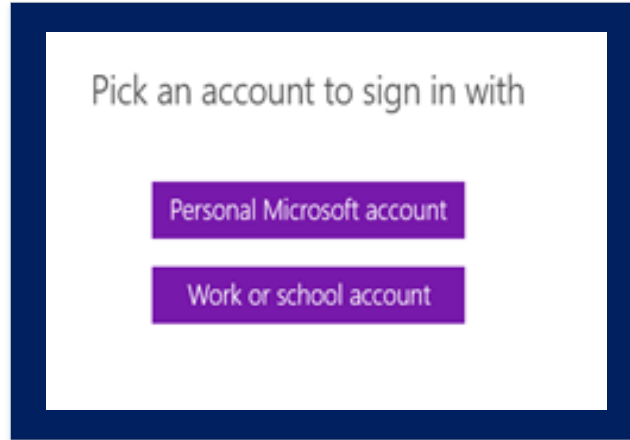 Pick an account to sign in with
Personal Microsoft account
Work or school account